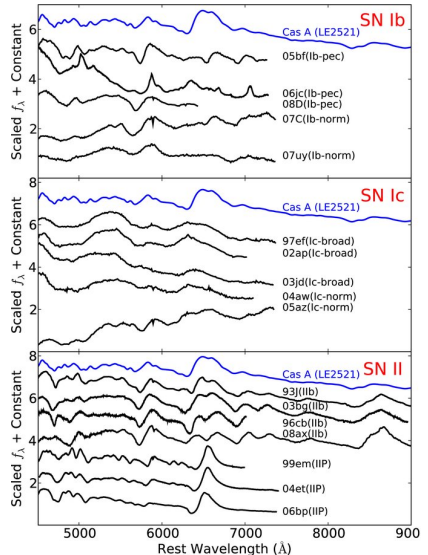 SN Ib
Scaled fλ + Constant
6
4
2
Cas A (LE2521)
05bf(Ib-pec)
06jc(Ib-pec)
08D(Ib-pec)
07C(Ib-norm)
07uy(Ib-norm)
SN Ic
Scaled fλ + Constant
8
6
4
2
Cas A (LE2521)
97ef(Ic-broad)
02ap(Ic-broad)
03jd(Ic-broad)
04aw(Ic-norm)
05az(Ic-norm)
SN II
Scaled fλ + Constant
8
6
4
2
Cas A (LE2521)
93J(IIb)
03bg(IIb)
96cb(IIb)
08ax(IIb)
99em(IIP)
04et(IIP)
06bp(IIP)
5000 6000 7000 8000 900
Rest Wavelength (Å)